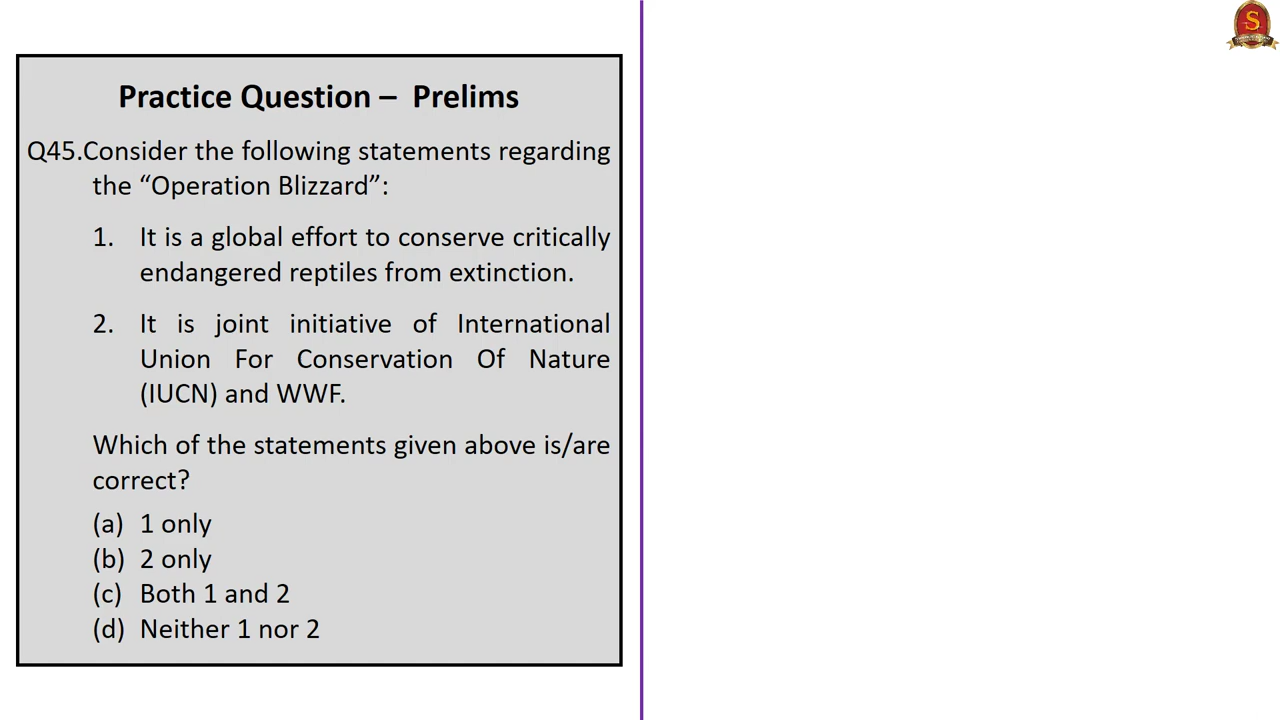 Practice Question – Prelims
Q45.Consider the following statements regarding
the “Operation Blizzard”:
1. It is a global effort to conserve critically
endangered reptiles from extinction.
2. It is joint initiative of International
Union For Conservation Of Nature
(IUCN) and WWF.
Which of the statements given above is/are
correct?
(a) 1 only
(b) 2 only
(c) Both 1 and 2
(d) Neither 1 nor 2
S